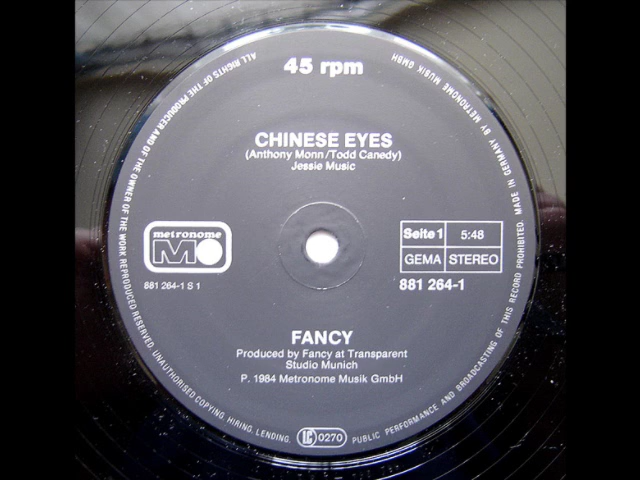 45 rpm
CHINESE EYES
(Anthony Monn/Todd Canedy)
Jessie Music
metronome
M
881 264-1 S 1
Seite 1 5:48
GEMA STEREO
881 264-1
FANCY
Produced by Fancy at Transparent
Studio Munich
P. 1984 Metronome Musik GmbH
ALL RIGHTS OF THE PRODUCER AND OF THE OWNER OF THE WORK REPRODUCED RESERVED. UNAUTHORISED COPYING, HIRING, LENDING, PUBLIC PERFORMANCE AND BROADCASTING OF THIS RECORD PROHIBITED. MADE IN GERMANY BY METRONOME MUSIK GMBH
LC 0270